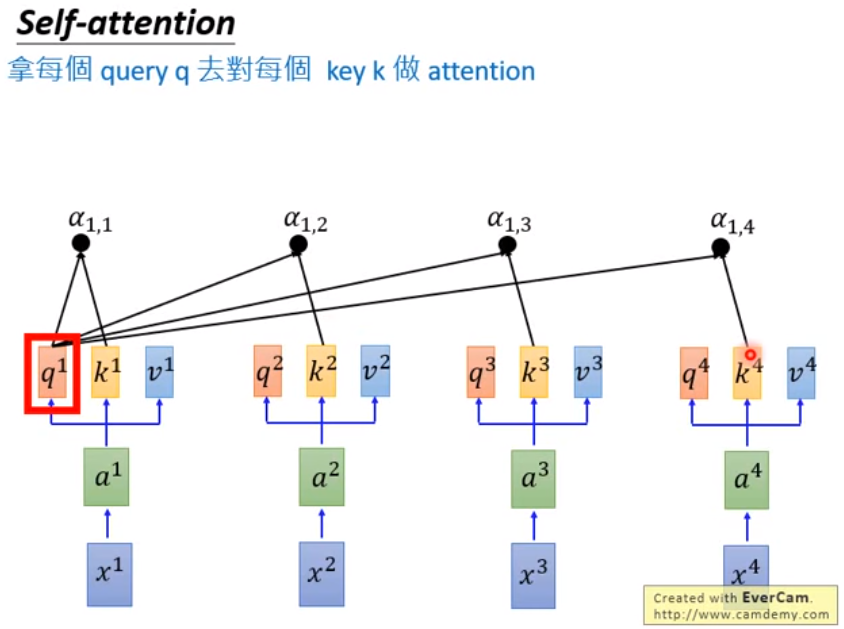 Self-attention
拿每個 query q 去對每個 key k 做 attention
α₁,₁ α₁,₂ α₁,₃ α₁,₄
q¹ k¹ v¹ q² k² v² q³ k³ v³ q⁴ k⁴ v⁴
a¹ a² a³ a⁴
x¹ x² x³ x⁴
Created with EverCam.
http://www.camdemy.com